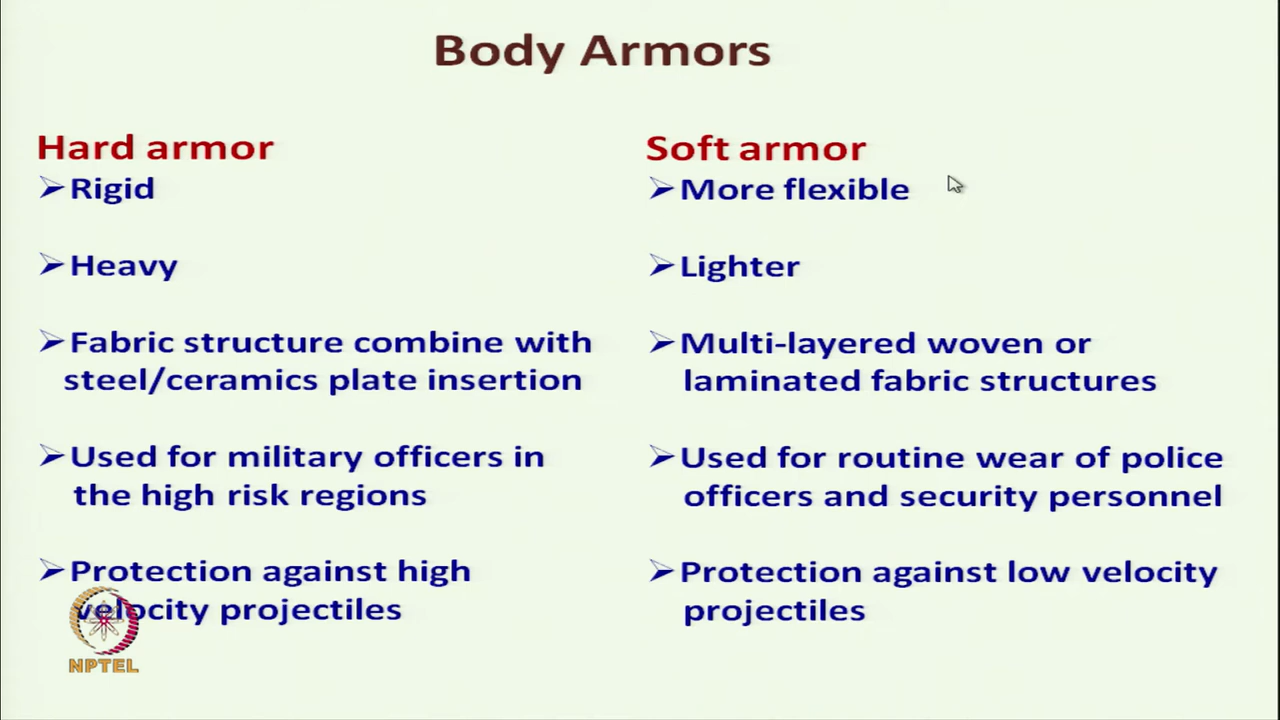 Body Armors
Hard armor
➢Rigid
➢Heavy
➢Fabric structure combine with
steel/ceramics plate insertion
➢Used for military officers in
the high risk regions
➢Protection against high
velocity projectiles
Soft armor
➢More flexible
➢Lighter
➢Multi-layered woven or
laminated fabric structures
➢Used for routine wear of police
officers and security personnel
➢Protection against low velocity
projectiles
NPTEL